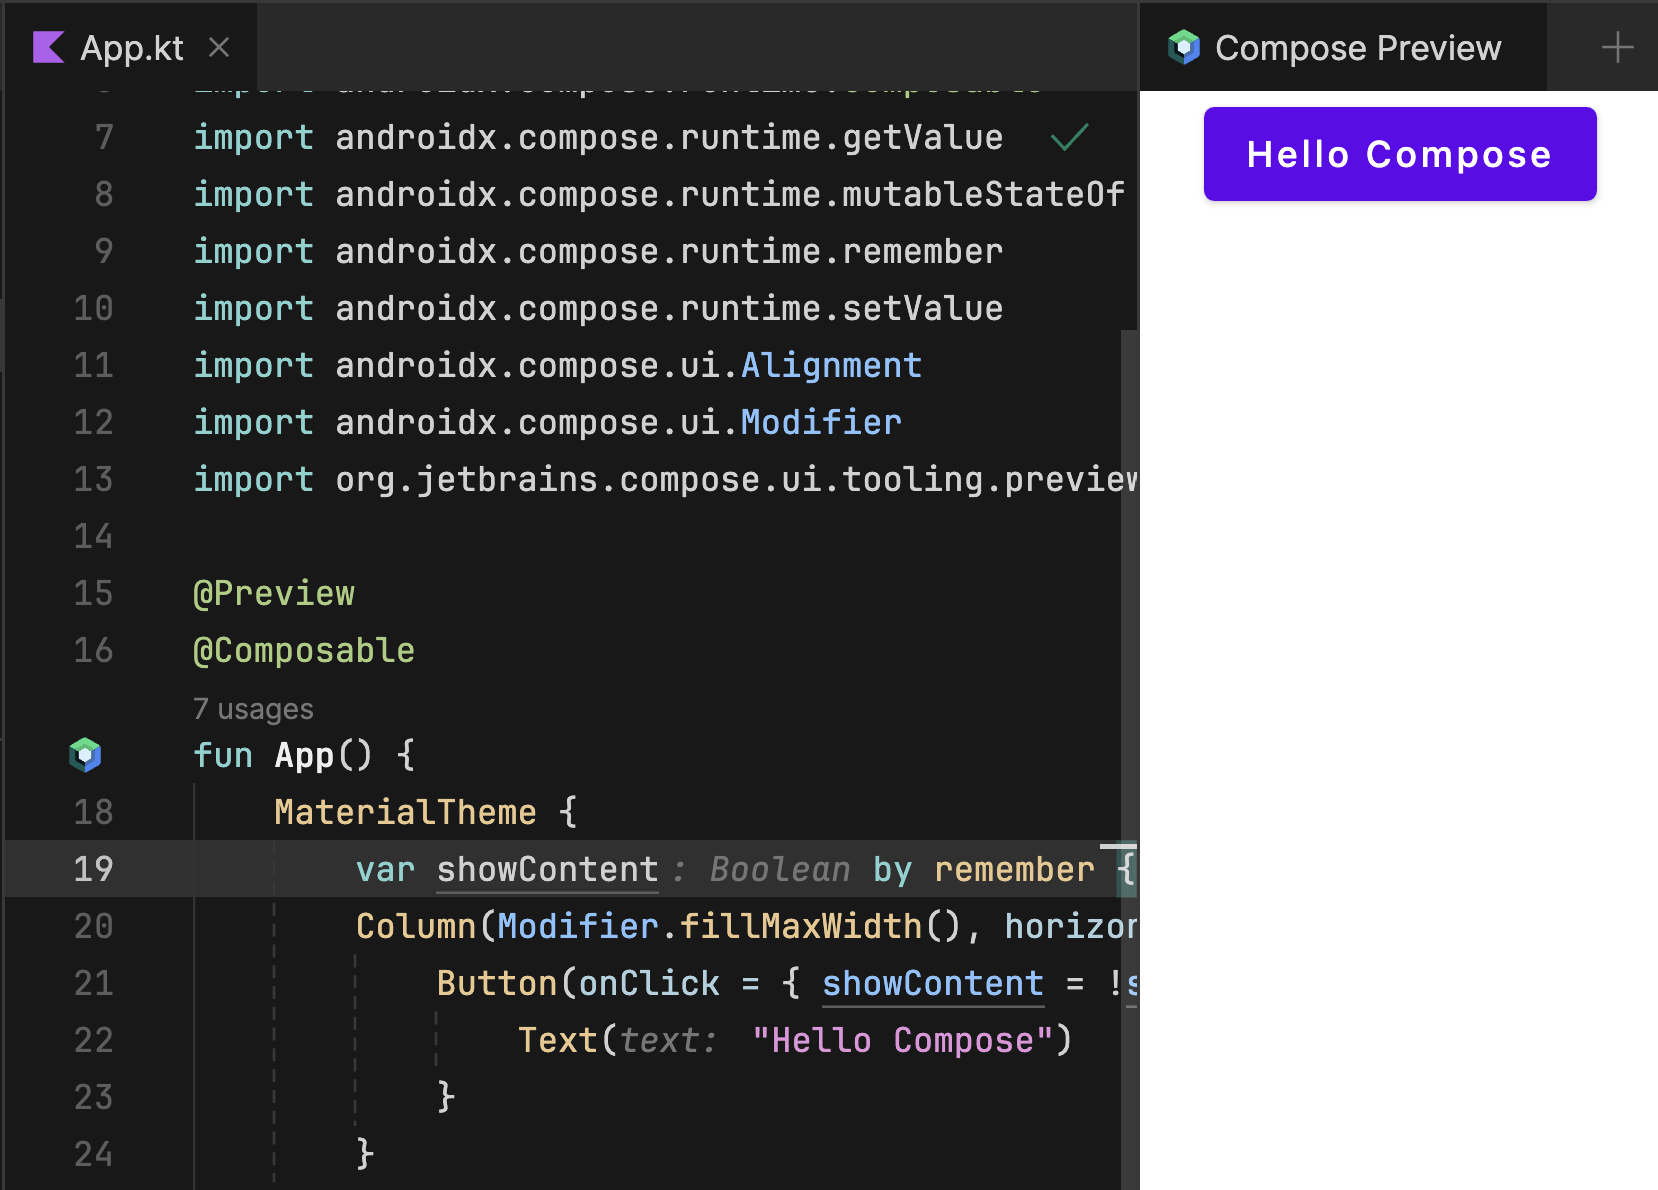 App.kt
7 import androidx.compose.runtime.getValue
8 import androidx.compose.runtime.mutableStateOf
9 import androidx.compose.runtime.remember
10 import androidx.compose.runtime.setValue
11 import androidx.compose.ui.Alignment
12 import androidx.compose.ui.Modifier
13 import org.jetbrains.compose.ui.tooling.preview
14
15 @Preview
16 @Composable
7 usages
fun App() {
18 MaterialTheme {
19 var showContent : Boolean by remember {
20 Column(Modifier.fillMaxWidth(), horizon
21 Button(onClick = { showContent = !s
22 Text(text: "Hello Compose")
23 }
24 }
Compose Preview
Hello Compose